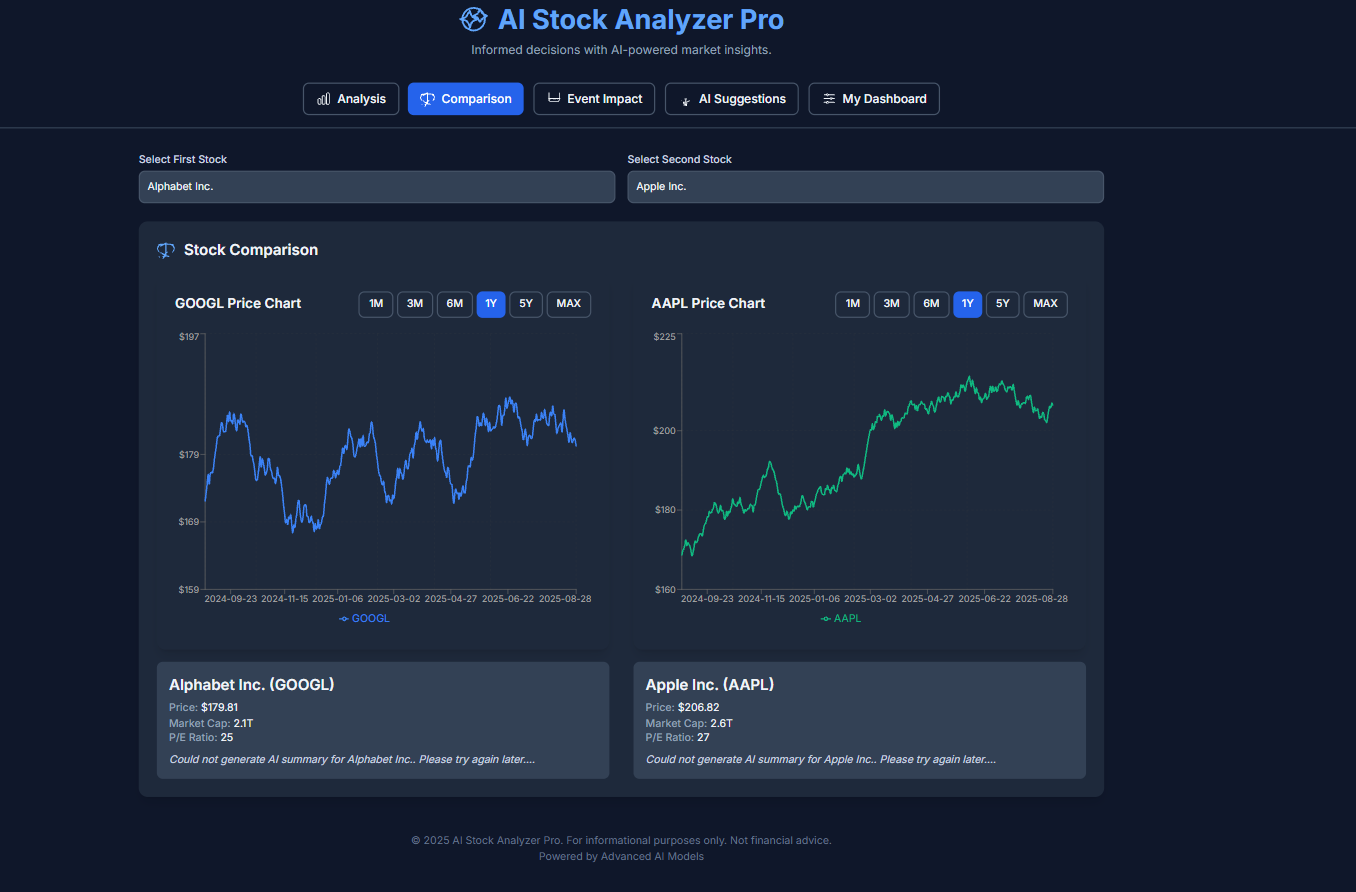 AI Stock Analyzer Pro
Informed decisions with AI-powered market insights.
Analysis Comparison Event Impact AI Suggestions My Dashboard
Select First Stock
Alphabet Inc.
Select Second Stock
Apple Inc.
Stock Comparison
GOOGL Price Chart 1M 3M 6M 1Y 5Y MAX
$197
$179
$169
$159
2024-09-23 2024-11-15 2025-01-06 2025-03-02 2025-04-27 2025-06-22 2025-08-28
GOOGL
AAPL Price Chart 1M 3M 6M 1Y 5Y MAX
$225
$200
$180
$160
2024-09-23 2024-11-15 2025-01-06 2025-03-02 2025-04-27 2025-06-22 2025-08-28
AAPL
Alphabet Inc. (GOOGL)
Price: $179.81
Market Cap: 2.1T
P/E Ratio: 25
Could not generate AI summary for Alphabet Inc.. Please try again later....
Apple Inc. (AAPL)
Price: $206.82
Market Cap: 2.6T
P/E Ratio: 27
Could not generate AI summary for Apple Inc.. Please try again later....
© 2025 AI Stock Analyzer Pro. For informational purposes only. Not financial advice.
Powered by Advanced AI Models